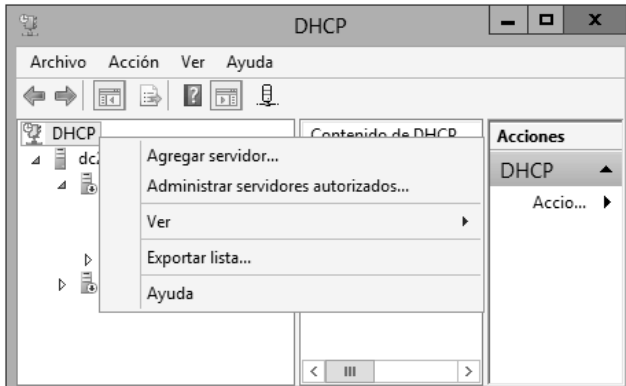 DHCP
Archivo Acción Ver Ayuda
DHCP
Contenido de DHCP
Acciones
Agregar servidor...
DHCP
Administrar servidores autorizados...
Accio...
Ver
Exportar lista...
Ayuda